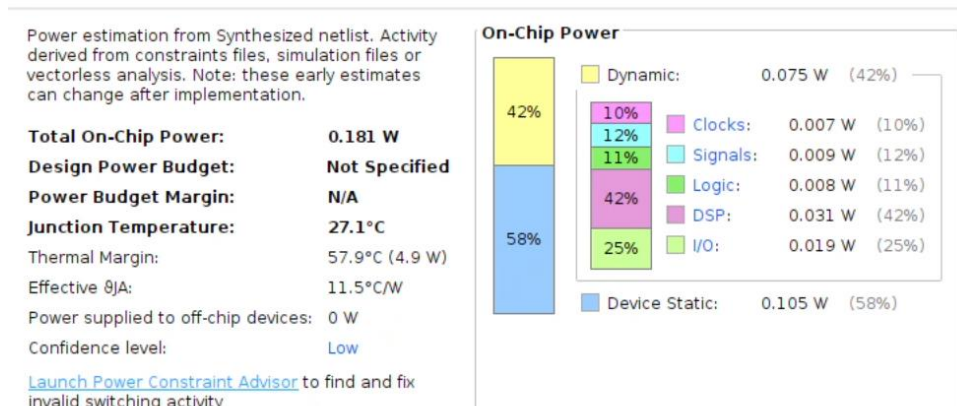 Power estimation from Synthesized netlist. Activity
derived from constraints files, simulation files or
vectorless analysis. Note: these early estimates
can change after implementation.
Total On-Chip Power: 0.181 W
Design Power Budget: Not Specified
Power Budget Margin: N/A
Junction Temperature: 27.1°C
Thermal Margin: 57.9°C (4.9 W)
Effective ϑJA: 11.5°C/W
Power supplied to off-chip devices: 0 W
Confidence level: Low
Launch Power Constraint Advisor to find and fix
invalid switching activity
On-Chip Power
42%
58%
Dynamic: 0.075 W (42%)
10%
12%
11%
42%
25%
Clocks: 0.007 W (10%)
Signals: 0.009 W (12%)
Logic: 0.008 W (11%)
DSP: 0.031 W (42%)
I/O: 0.019 W (25%)
Device Static: 0.105 W (58%)